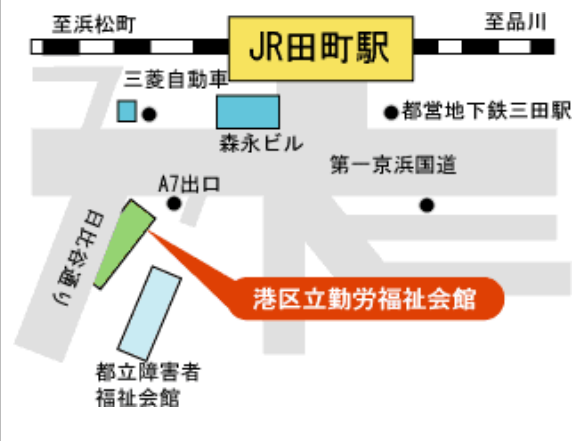 至浜松町
至品川
JR田町駅
三菱自動車
都営地下鉄三田駅
森永ビル
第一京浜国道
A7出口
日比谷通り
港区立勤労福祉会館
都立障害者
福祉会館